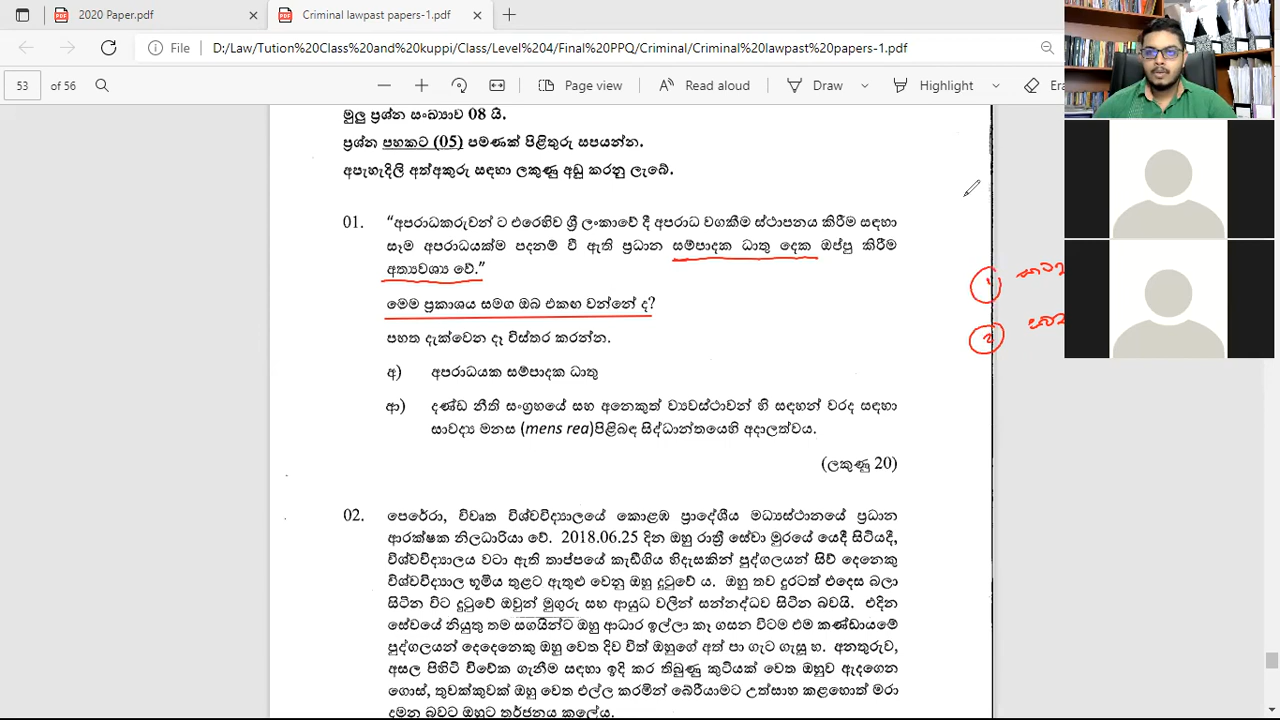 2020 Paper.pdf
Criminal lawpast papers-1.pdf
File
D:/Law/Tution%20Class%20and%20kuppi/Class/Level%204/Final%20PPQ/Criminal/Criminal%20lawpast%20papers-1.pdf
53 of 56
Page view
Read aloud
Draw
Highlight
Era
මුලු ප්‍රශ්න සංඛ්‍යාව 08 යි.
ප්‍රශ්න පහකට (05) පමණක් පිළිතුරු සපයන්න.
අපැහැදිලි අත්අකුරු සඳහා ලකුණු අඩු කරනු ලැබේ.
01. "අපරාධකරුවන් ට එරෙහිව ශ්‍රී ලංකාවේ දී අපරාධ වගකීම ස්ථාපනය කිරීම සඳහා
සෑම අපරාධයක්ම පදනම් වී ඇති ප්‍රධාන සම්පාදක ධාතු දෙක ඔප්පු කිරීම
අත්‍යවශ්‍ය වේ."
මෙම ප්‍රකාශය සමග ඔබ එකඟ වන්නේ ද?
පහත දැක්වෙන දෑ විස්තර කරන්න.
අ) අපරාධයක සම්පාදක ධාතු
ආ) දණ්ඩ නීති සංග්‍රහයේ සහ අනෙකුත් ව්‍යවස්ථාවන් හි සඳහන් වරද සඳහා
සාවද්‍ය මනස (mens rea)පිළිබඳ සිද්ධාන්තයෙහි අදාලත්වය.
(ලකුණු 20)
02. පෙරේරා, විවෘත විශ්වවිද්‍යාලයේ කොළඹ ප්‍රාදේශීය මධ්‍යස්ථානයේ ප්‍රධාන
ආරක්ෂක නිලධාරියා වේ. 2018.06.25 දින ඔහු රාත්‍රී සේවා මුරයේ යෙදී සිටියදී,
විශ්වවිද්‍යාලය වටා ඇති තාප්පයේ කැඩීගිය හිදැසකින් පුද්ගලයන් සිව් දෙනෙකු
විශ්වවිද්‍යාල භූමිය තුළට ඇතුළු වෙනු ඔහු දුටුවේ ය. ඔහු තව දුරටත් එදෙස බලා
සිටින විට දුටුවේ ඔවුන් මුගුරු සහ ආයුධ වලින් සන්නද්ධව සිටින බවයි. එදින
සේවයේ නියුතු තම සගයින්ට ඔහු ආධාර ඉල්ලා කෑ ගසන විටම එම කණ්ඩායමේ
පුද්ගලයන් දෙදෙනෙකු ඔහු වෙත දිව විත් ඔහුගේ අත් පා ගැට ගැසූ හ. අනතුරුව,
අසල පිහිටි විවේක ගැනීම සඳහා ඉදි කර තිබුණු කුටියක් වෙත ඔහුව ඇදගෙන
ගොස්, තුවක්කුවක් ඔහු වෙත එල්ල කරමින් බේරීයාමට උත්සාහ කළහොත් මරා
දමන බවට ඔහුට තර්ජනය කලේය.